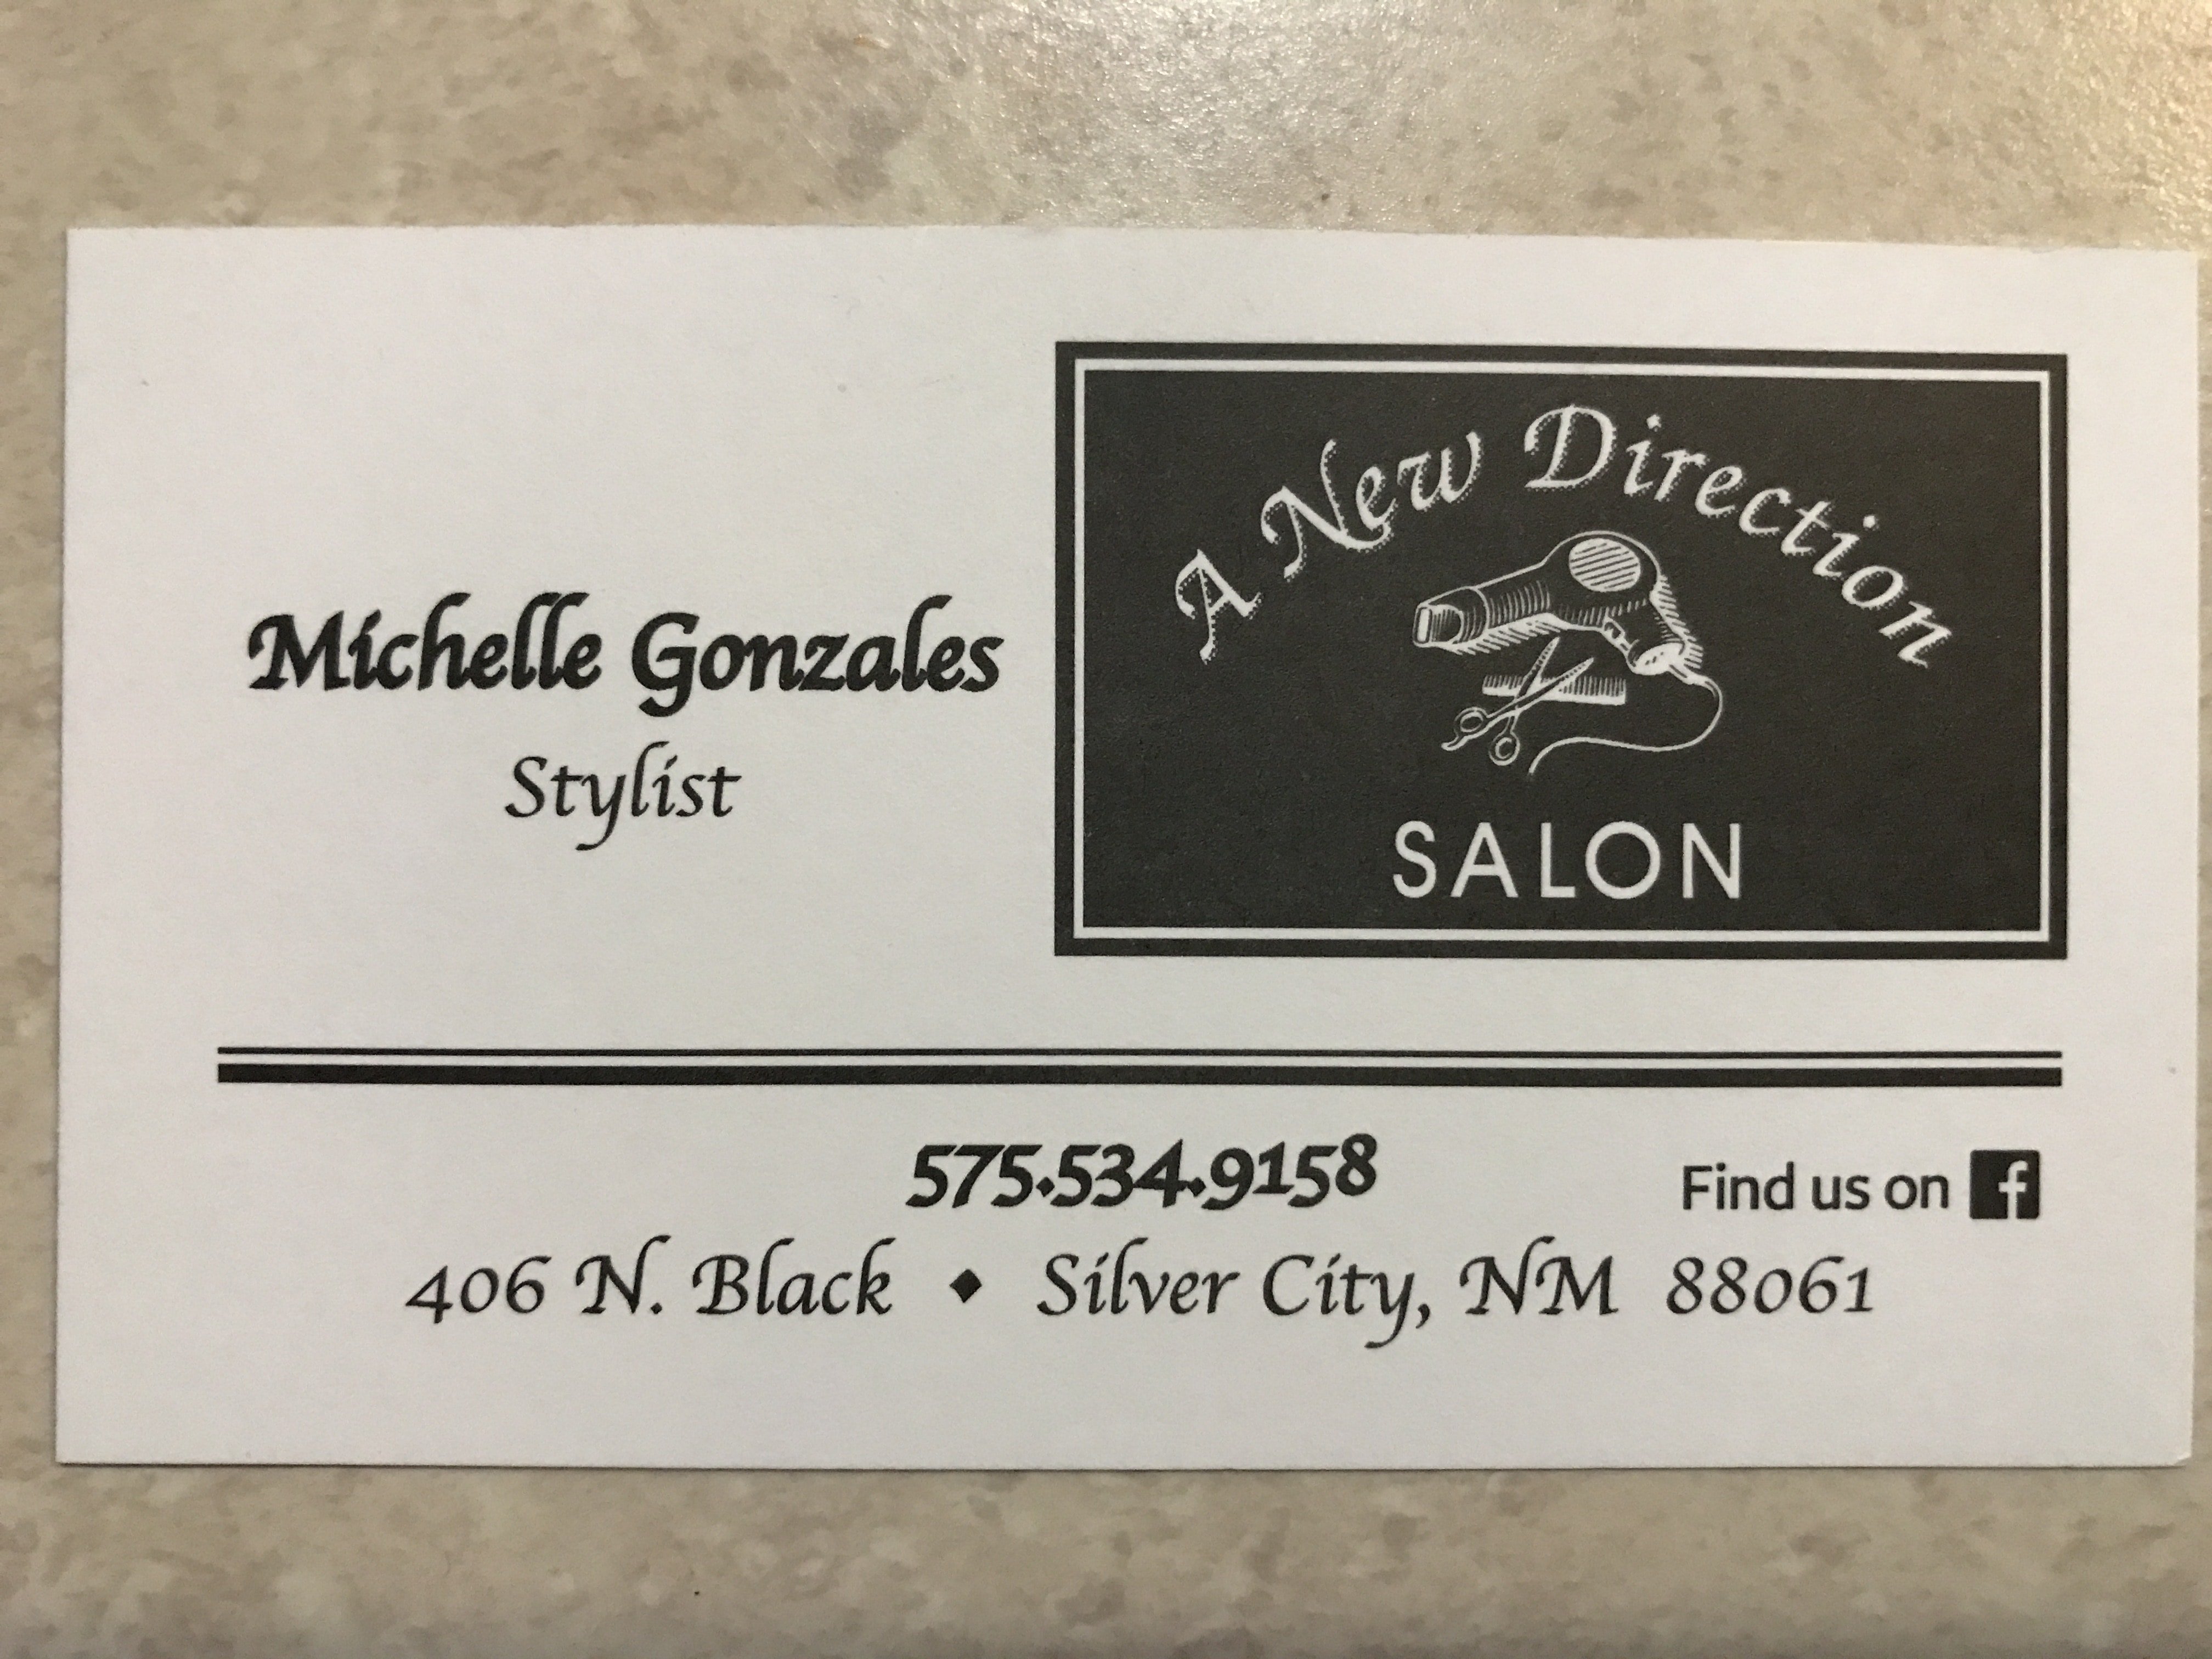 Michelle Gonzales
Stylist
A New Direction
SALON
575.534.9158
Find us on f
406 N. Black ◆ Silver City, NM 88061